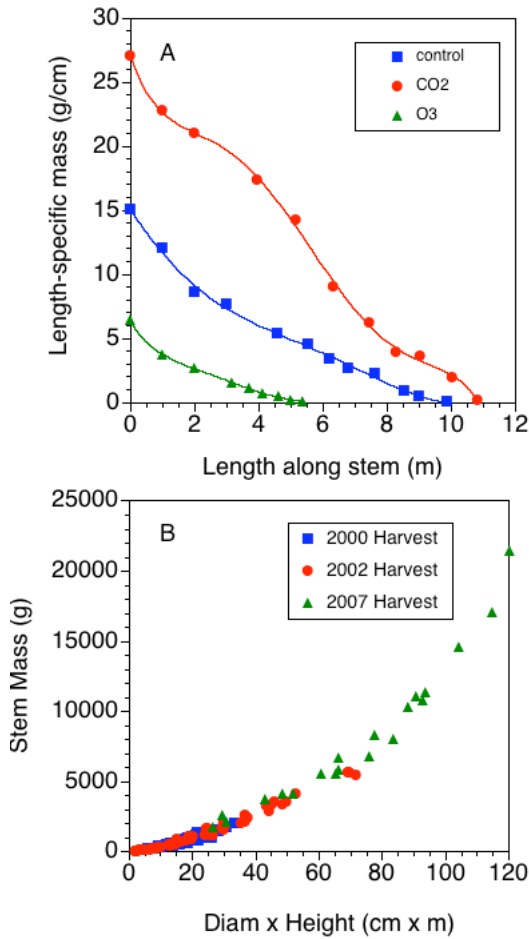 A
control
CO2
O3
30
25
20
15
10
5
0
Length-specific mass (g/cm)
0 2 4 6 8 10 12
Length along stem (m)
B
2000 Harvest
2002 Harvest
2007 Harvest
25000
20000
15000
10000
5000
0
Stem Mass (g)
0 20 40 60 80 100 120
Diam x Height (cm x m)